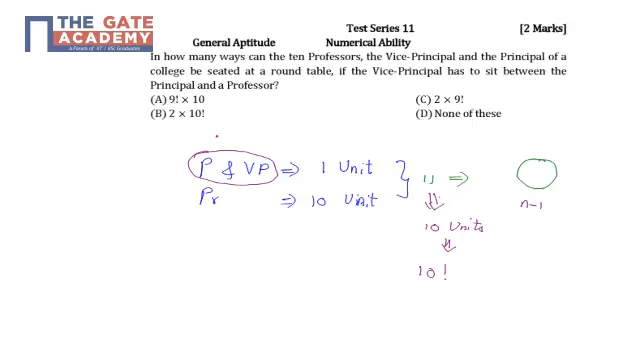 THE GATE
ACADEMY
A Forum of IIT / IISc Graduates
Test Series 11 [2 Marks]
General Aptitude Numerical Ability
In how many ways can the ten Professors, the Vice-Principal and the Principal of a
college be seated at a round table, if the Vice-Principal has to sit between the
Principal and a Professor?
(A) 9! × 10 (C) 2 × 9!
(B) 2 × 10! (D) None of these
P & VP ⇒ 1 Unit
Pr ⇒ 10 Unit
11 ⇒
n-1
10 Units
10 !